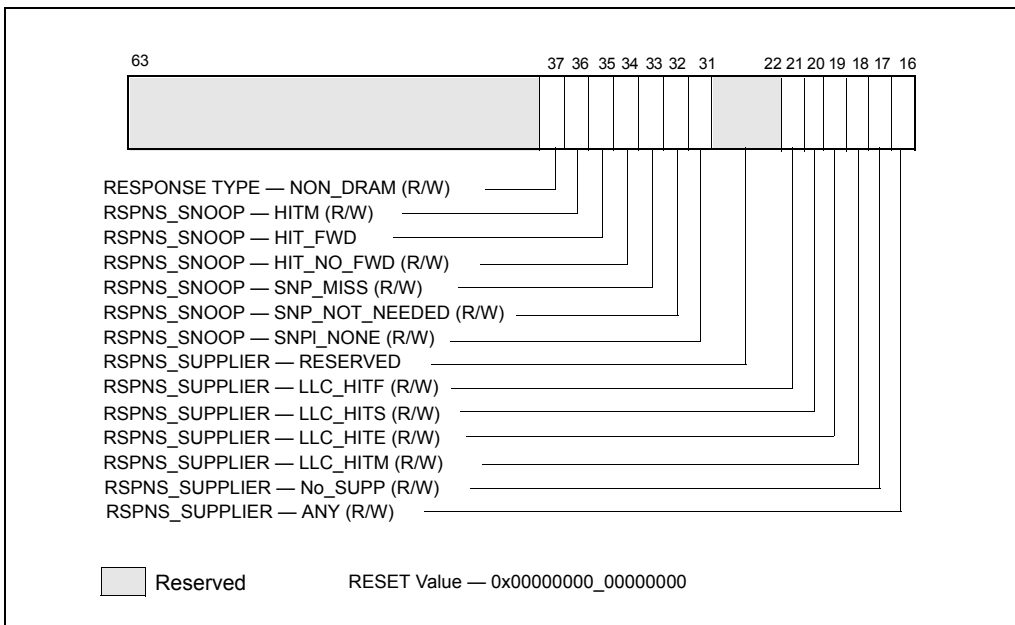 63 37 36 35 34 33 32 31 22 21 20 19 18 17 16
RESPONSE TYPE — NON_DRAM (R/W)
RSPNS_SNOOP — HITM (R/W)
RSPNS_SNOOP — HIT_FWD
RSPNS_SNOOP — HIT_NO_FWD (R/W)
RSPNS_SNOOP — SNP_MISS (R/W)
RSPNS_SNOOP — SNP_NOT_NEEDED (R/W)
RSPNS_SNOOP — SNPl_NONE (R/W)
RSPNS_SUPPLIER — RESERVED
RSPNS_SUPPLIER — LLC_HITF (R/W)
RSPNS_SUPPLIER — LLC_HITS (R/W)
RSPNS_SUPPLIER — LLC_HITE (R/W)
RSPNS_SUPPLIER — LLC_HITM (R/W)
RSPNS_SUPPLIER — No_SUPP (R/W)
RSPNS_SUPPLIER — ANY (R/W)
Reserved RESET Value — 0x00000000_00000000